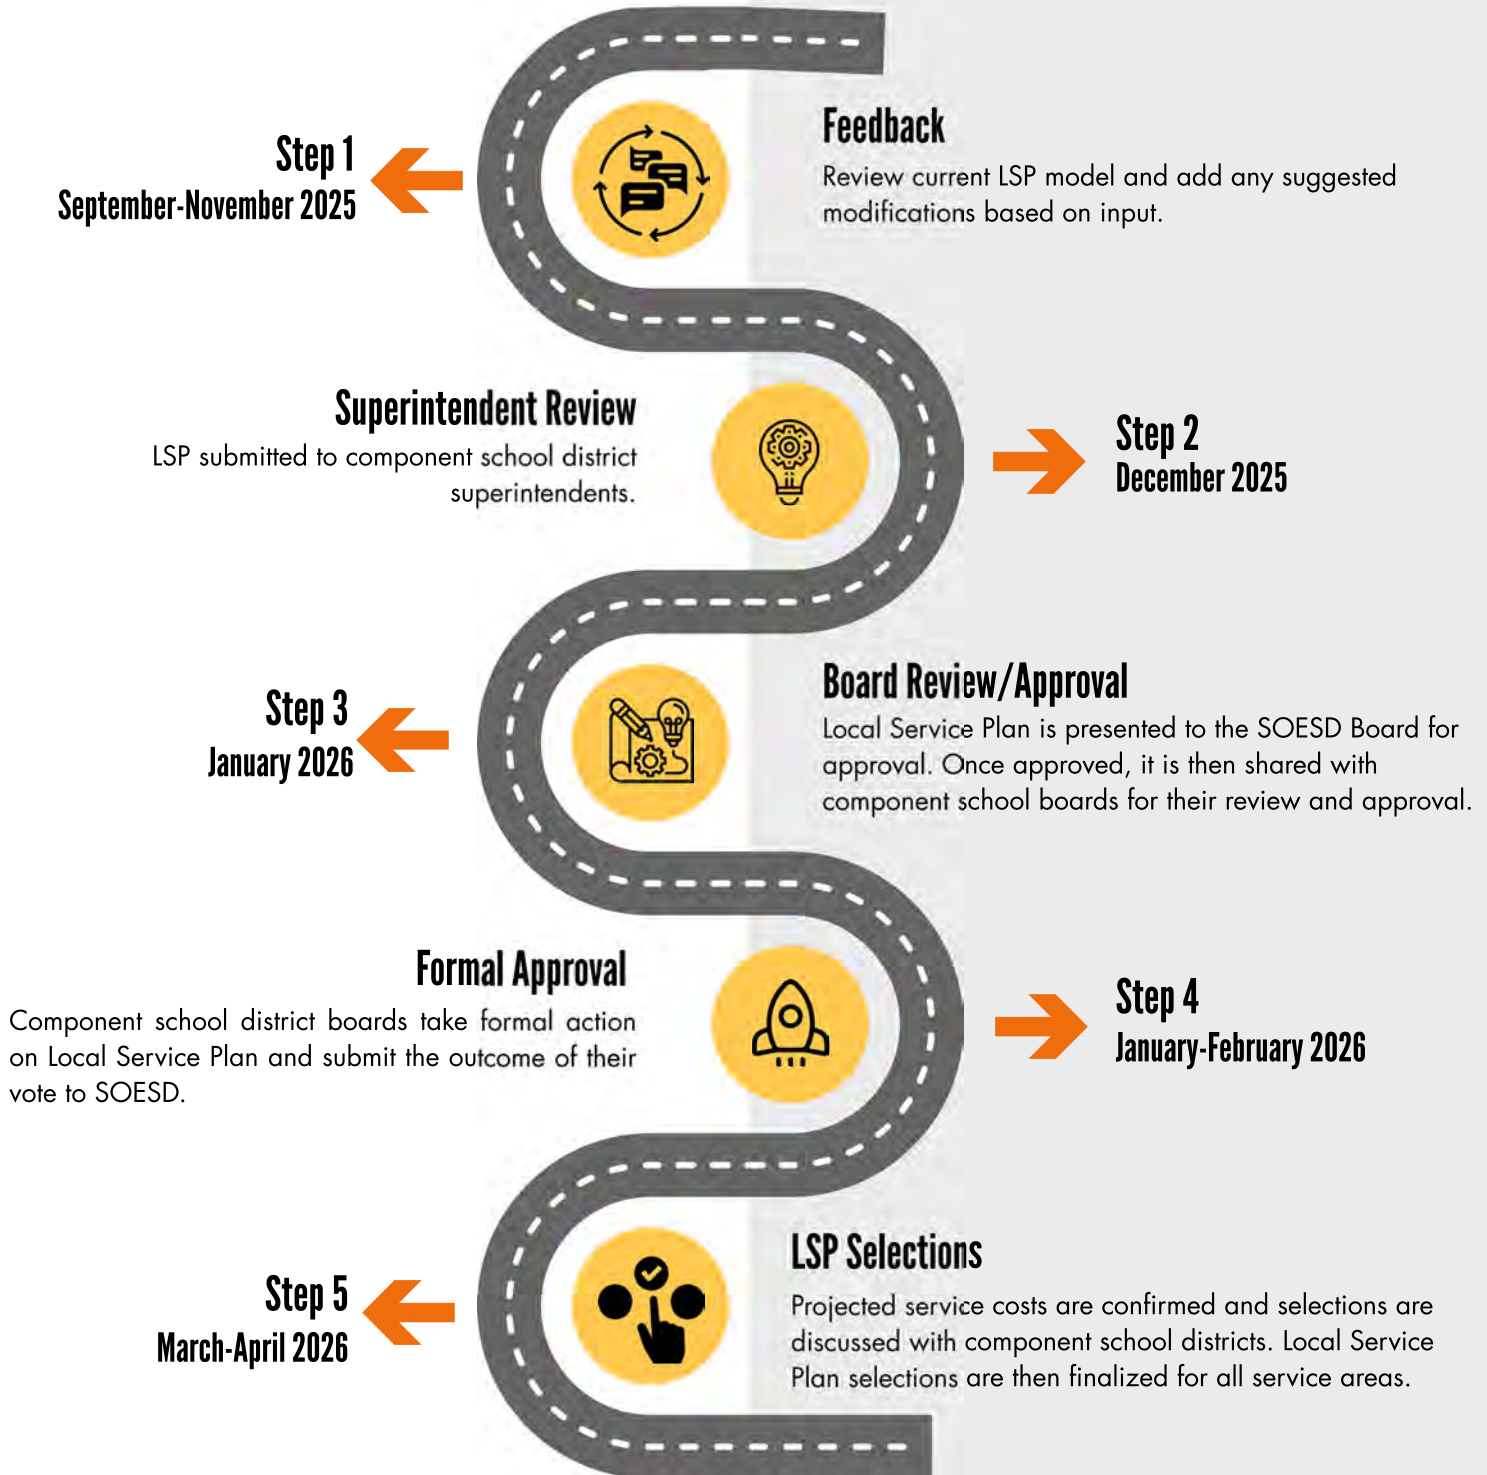 Step 1
September-November 2025
Feedback
Review current LSP model and add any suggested
modifications based on input.
Superintendent Review
LSP submitted to component school district
superintendents.
Step 2
December 2025
Step 3
January 2026
Board Review/Approval
Local Service Plan is presented to the SOESD Board for
approval. Once approved, it is then shared with
component school boards for their review and approval.
Formal Approval
Component school district boards take formal action
on Local Service Plan and submit the outcome of their
vote to SOESD.
Step 4
January-February 2026
Step 5
March-April 2026
LSP Selections
Projected service costs are confirmed and selections are
discussed with component school districts. Local Service
Plan selections are then finalized for all service areas.